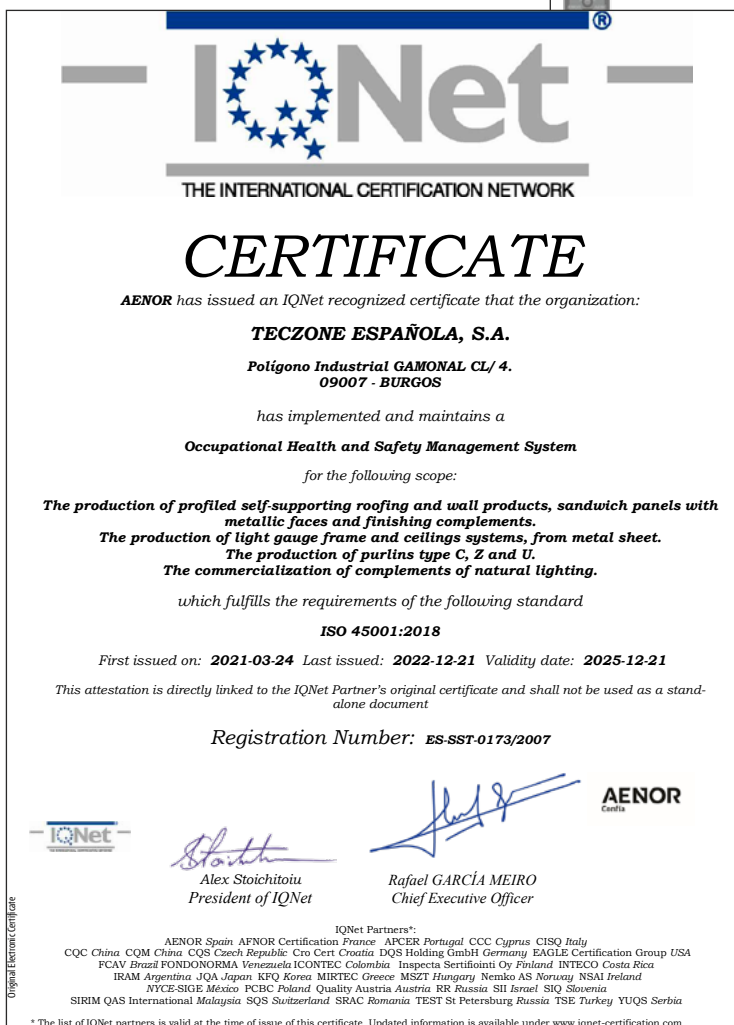 IQNet ®
THE INTERNATIONAL CERTIFICATION NETWORK
CERTIFICATE
AENOR has issued an IQNet recognized certificate that the organization:
TECZONE ESPAÑOLA, S.A.
Polígono Industrial GAMONAL CL/ 4.
09007 - BURGOS
has implemented and maintains a
Occupational Health and Safety Management System
for the following scope:
The production of profiled self-supporting roofing and wall products, sandwich panels with
metallic faces and finishing complements.
The production of light gauge frame and ceilings systems, from metal sheet.
The production of purlins type C, Z and U.
The commercialization of complements of natural lighting.
which fulfills the requirements of the following standard
ISO 45001:2018
First issued on: 2021-03-24 Last issued: 2022-12-21 Validity date: 2025-12-21
This attestation is directly linked to the IQNet Partner's original certificate and shall not be used as a stand-
alone document
Registration Number: ES-SST-0173/2007
AENOR
Confía
IQNet
Alex Stoichitoiu
President of IQNet
Rafael GARCÍA MEIRO
Chief Executive Officer
Original Electronic Certificate
IQNet Partners*:
AENOR Spain AFNOR Certification France APCER Portugal CCC Cyprus CISQ Italy
CQC China CQM China CQS Czech Republic Cro Cert Croatia DQS Holding GmbH Germany EAGLE Certification Group USA
FCAV Brazil FONDONORMA Venezuela ICONTEC Colombia Inspecta Sertifiointi Oy Finland INTECO Costa Rica
IRAM Argentina JQA Japan KFQ Korea MIRTEC Greece MSZT Hungary Nemko AS Norway NSAI Ireland
NYCE-SIGE México PCBC Poland Quality Austria Austria RR Russia SII Israel SIQ Slovenia
SIRIM QAS International Malaysia SQS Switzerland SRAC Romania TEST St Petersburg Russia TSE Turkey YUQS Serbia
* The list of IQNet partners is valid at the time of issue of this certificate. Updated information is available under www.iqnet-certification.com